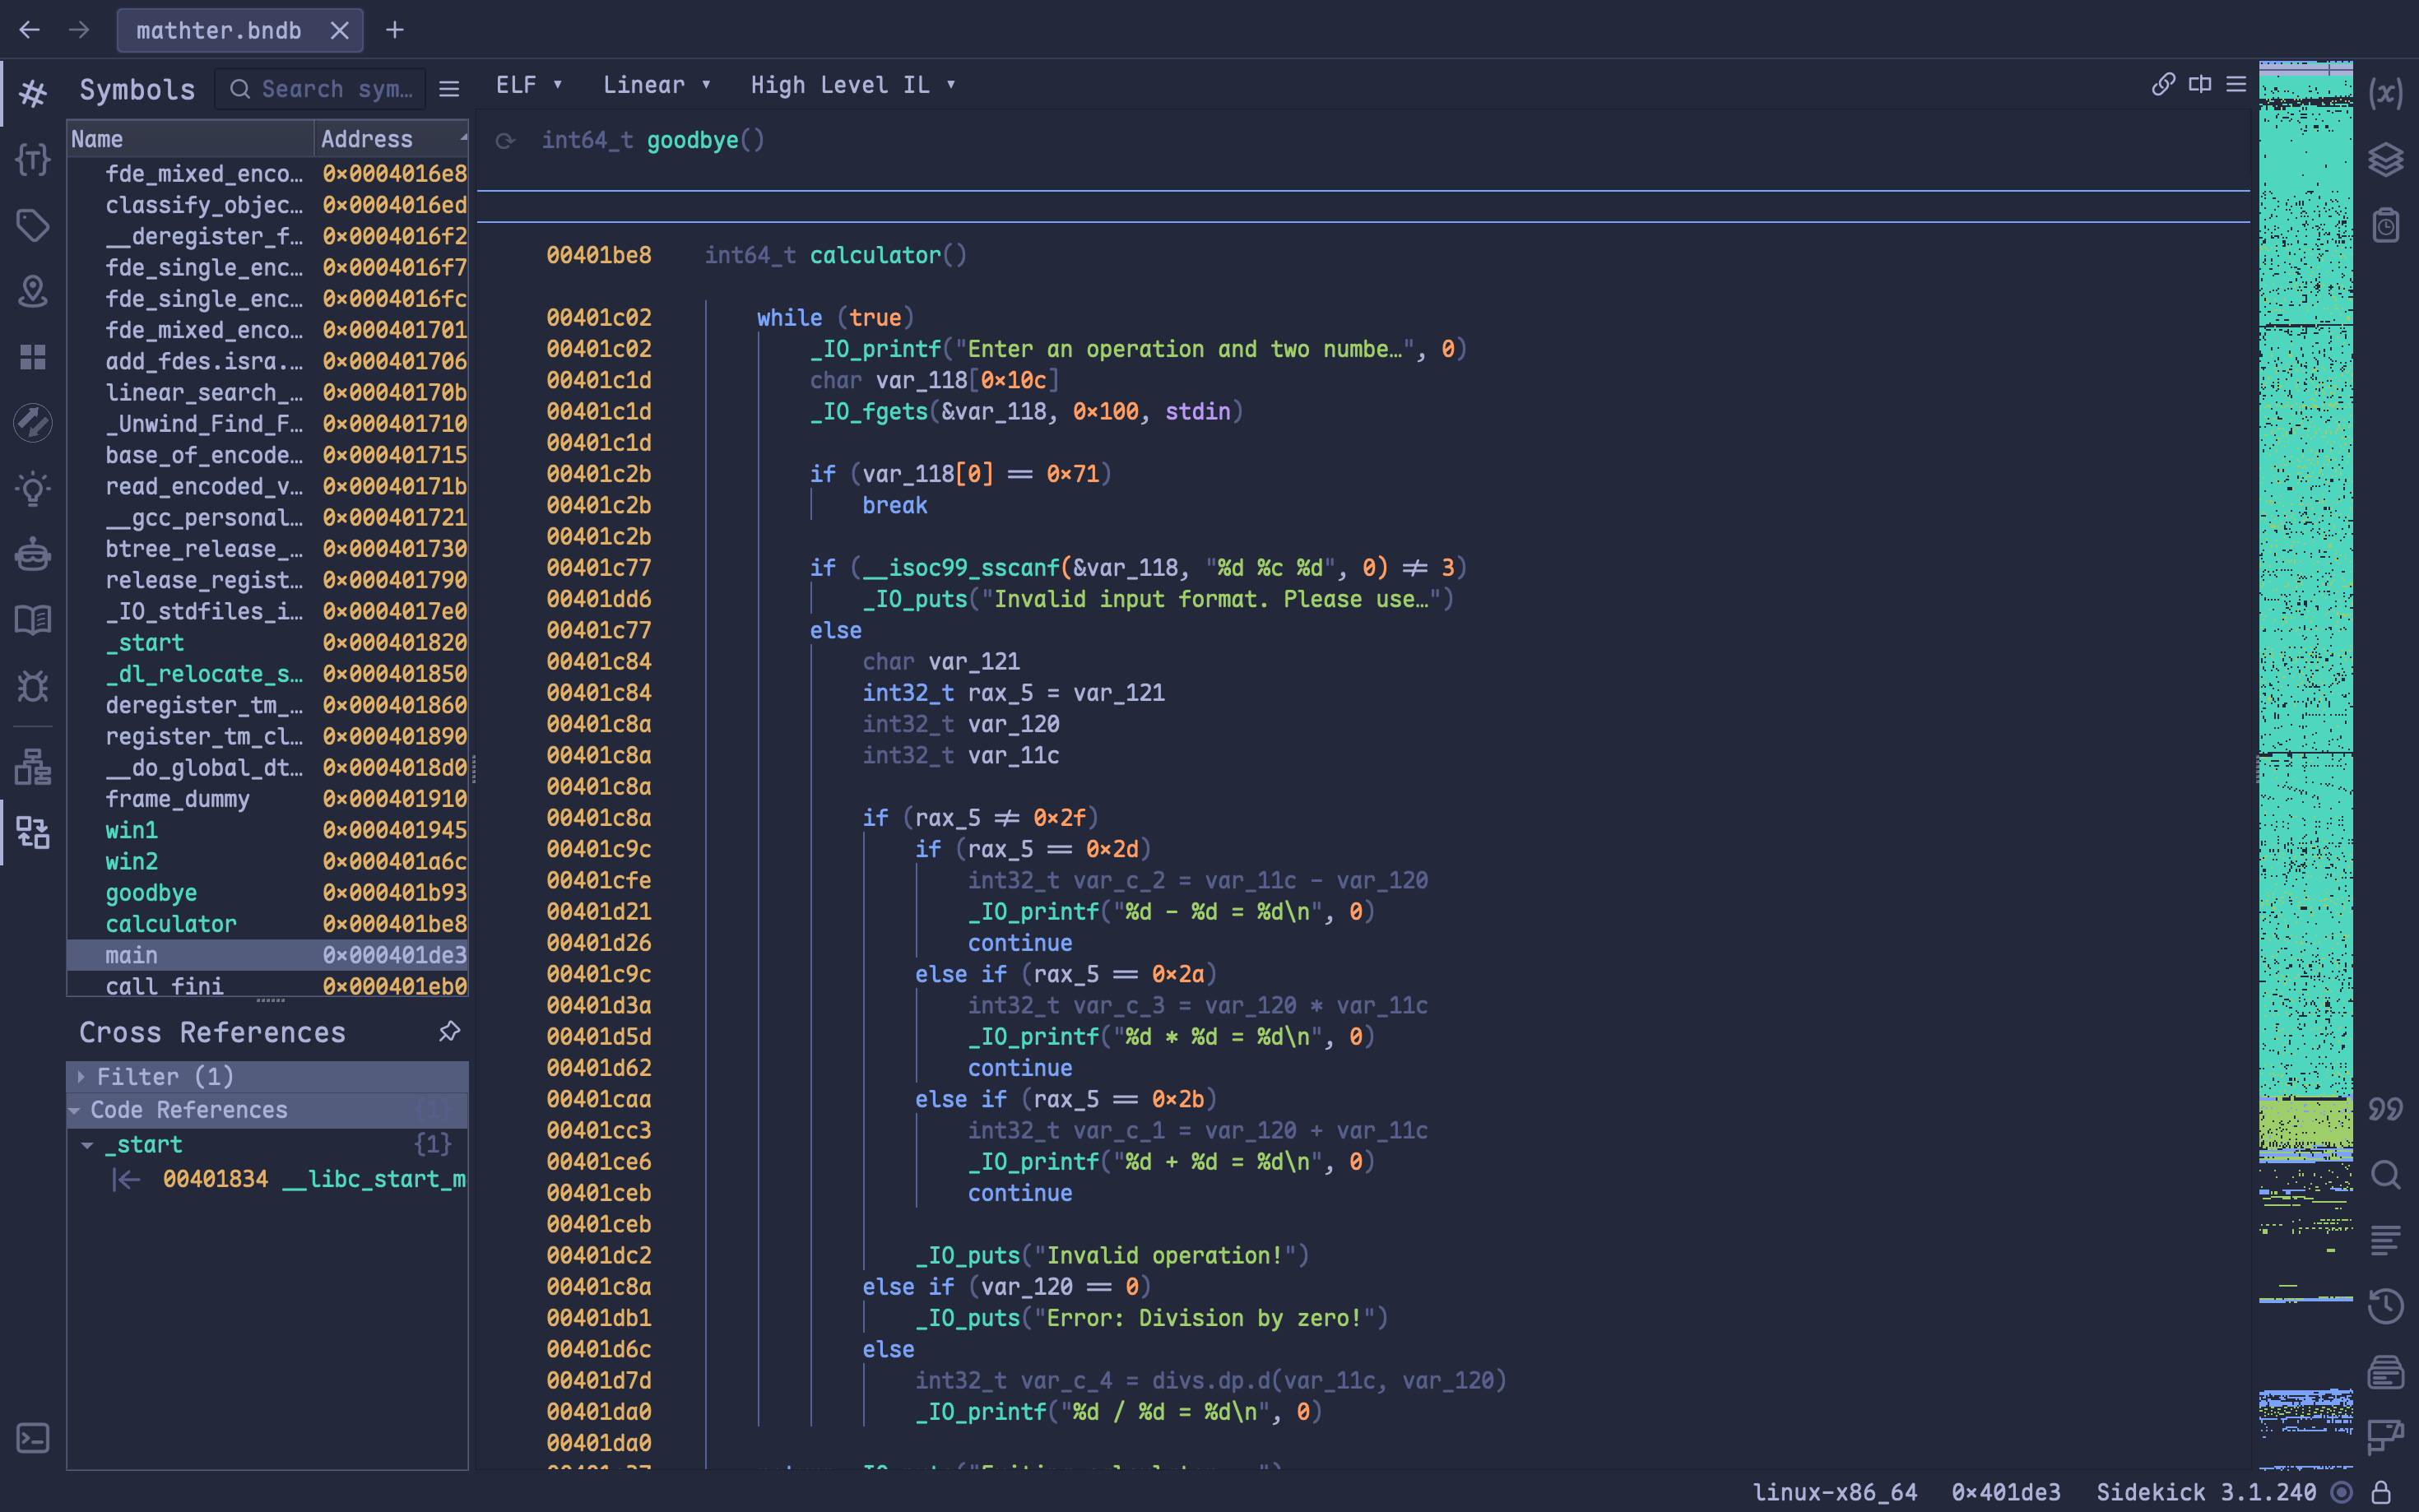 mathter.bndb
Symbols
Search sym…
ELF
Linear
High Level IL
Name Address
fde_mixed_enco… 0x0004016e8
classify_objec… 0x0004016ed
__deregister_f… 0x0004016f2
fde_single_enc… 0x0004016f7
fde_single_enc… 0x0004016fc
fde_mixed_enco… 0x000401701
add_fdes.isra.… 0x000401706
linear_search_… 0x00040170b
_Unwind_Find_F… 0x000401710
base_of_encode… 0x000401715
read_encoded_v… 0x00040171b
__gcc_personal… 0x000401721
btree_release_… 0x000401730
release_regist… 0x000401790
_IO_stdfiles_i… 0x0004017e0
_start 0x000401820
_dl_relocate_s… 0x000401850
deregister_tm_… 0x000401860
register_tm_cl… 0x000401890
__do_global_dt… 0x0004018d0
frame_dummy 0x000401910
win1 0x000401945
win2 0x000401a6c
goodbye 0x000401b93
calculator 0x000401be8
main 0x000401de3
call_fini 0x000401eb0
Cross References
Filter (1)
Code References {1}
_start {1}
00401834 __libc_start_m
int64_t goodbye()
00401be8 int64_t calculator()
00401c02 while (true)
00401c02 _IO_printf("Enter an operation and two numbe…", 0)
00401c1d char var_118[0x10c]
00401c1d _IO_fgets(&var_118, 0x100, stdin)
00401c1d
00401c2b if (var_118[0] == 0x71)
00401c2b break
00401c2b
00401c77 if (__isoc99_sscanf(&var_118, "%d %c %d", 0) != 3)
00401dd6 _IO_puts("Invalid input format. Please use…")
00401c77 else
00401c84 char var_121
00401c84 int32_t rax_5 = var_121
00401c8a int32_t var_120
00401c8a int32_t var_11c
00401c8a
00401c8a if (rax_5 != 0x2f)
00401c9c if (rax_5 == 0x2d)
00401cfe int32_t var_c_2 = var_11c - var_120
00401d21 _IO_printf("%d - %d = %d\n", 0)
00401d26 continue
00401c9c else if (rax_5 == 0x2a)
00401d3a int32_t var_c_3 = var_120 * var_11c
00401d5d _IO_printf("%d * %d = %d\n", 0)
00401d62 continue
00401caa else if (rax_5 == 0x2b)
00401cc3 int32_t var_c_1 = var_120 + var_11c
00401ce6 _IO_printf("%d + %d = %d\n", 0)
00401ceb continue
00401ceb
00401dc2 _IO_puts("Invalid operation!")
00401c8a else if (var_120 == 0)
00401db1 _IO_puts("Error: Division by zero!")
00401d6c else
00401d7d int32_t var_c_4 = divs.dp.d(var_11c, var_120)
00401da0 _IO_printf("%d / %d = %d\n", 0)
00401da0
linux-x86_64 0x401de3 Sidekick 3.1.240